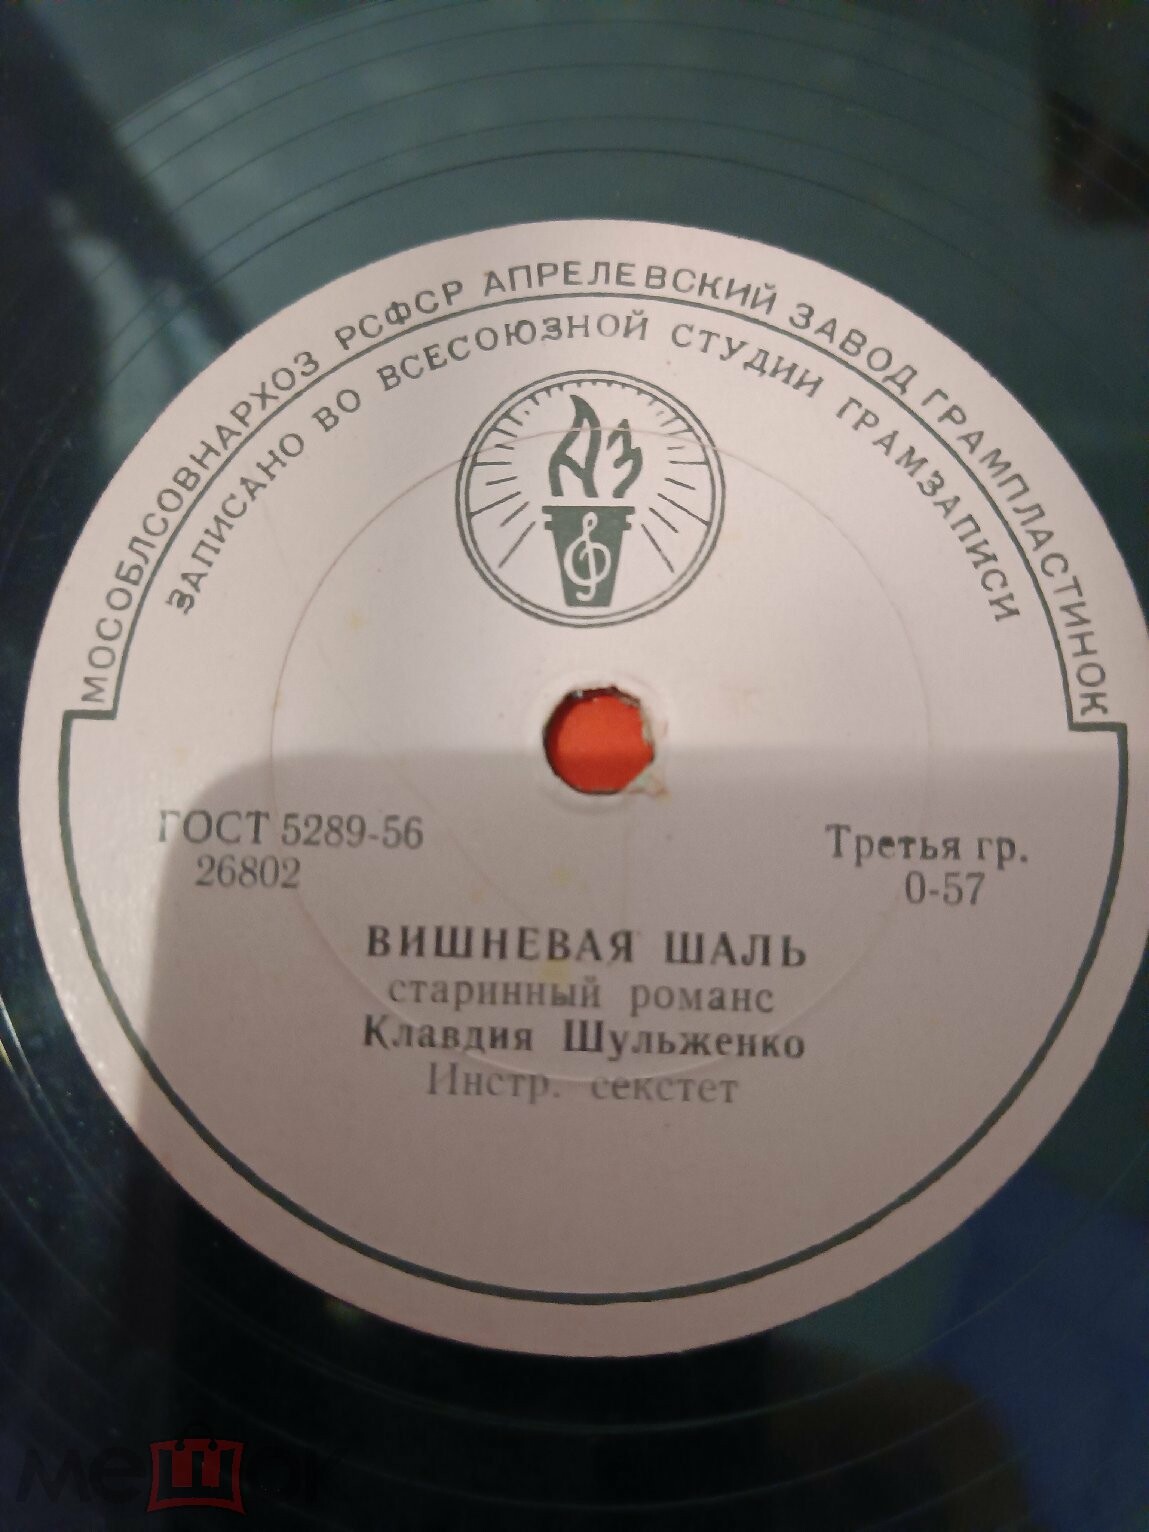 МОСОБЛСОВНАРХОЗ РСФСР АПРЕЛЕВСКИЙ ЗАВОД ГРАМПЛАСТИНОК
ЗАПИСАНО ВО ВСЕСОЮЗНОЙ СТУДИИ ГРАМЗАПИСИ
АЗ
ГОСТ 5289-56
26802
Третья гр.
0-57
ВИШНЕВАЯ ШАЛЬ
старинный романс
Клавдия Шульженко
Инстр. секстет
мешок